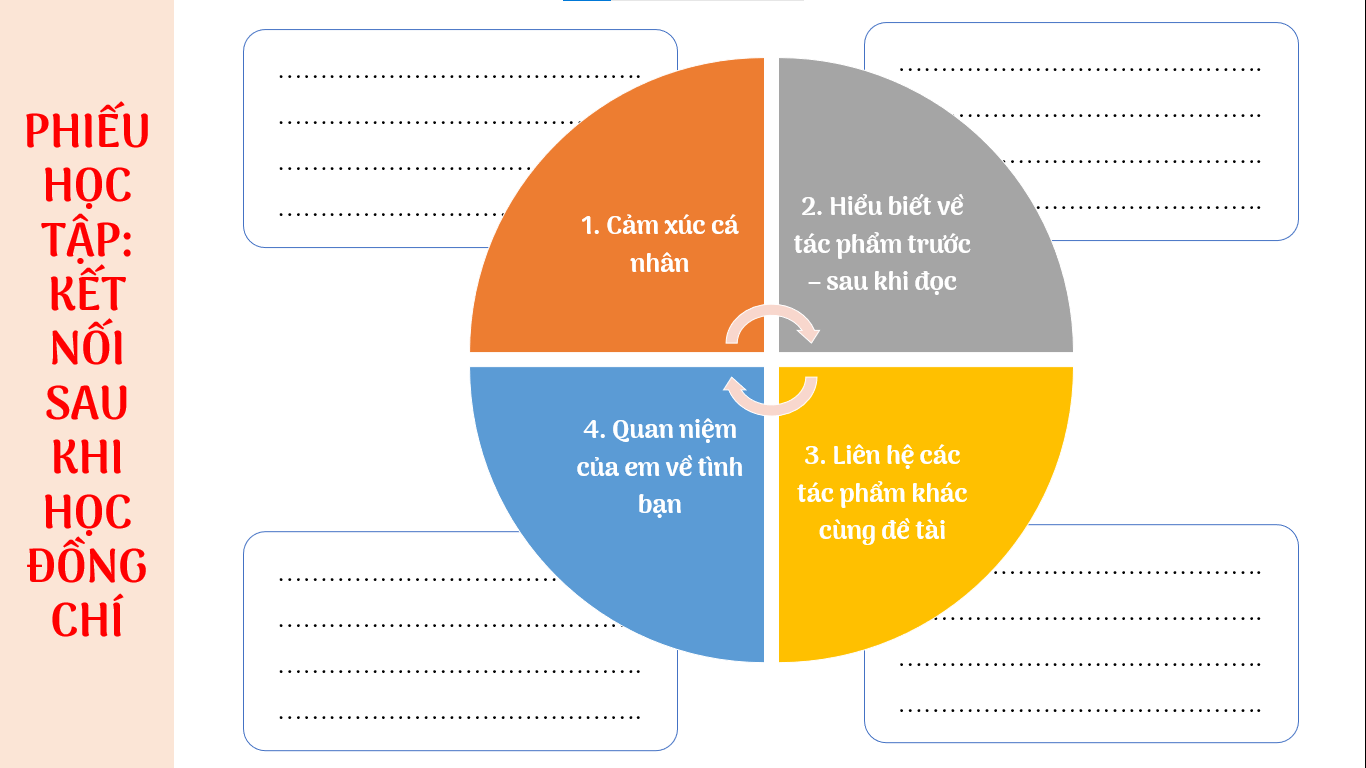 PHIẾU
HỌC
TẬP:
KẾT
NỐI
SAU
KHI
HỌC
ĐỒNG
CHÍ
1. Cảm xúc cá
nhân
2. Hiểu biết về
tác phẩm trước
– sau khi đọc
3. Liên hệ các
tác phẩm khác
cùng đề tài
4. Quan niệm
của em về tình
bạn